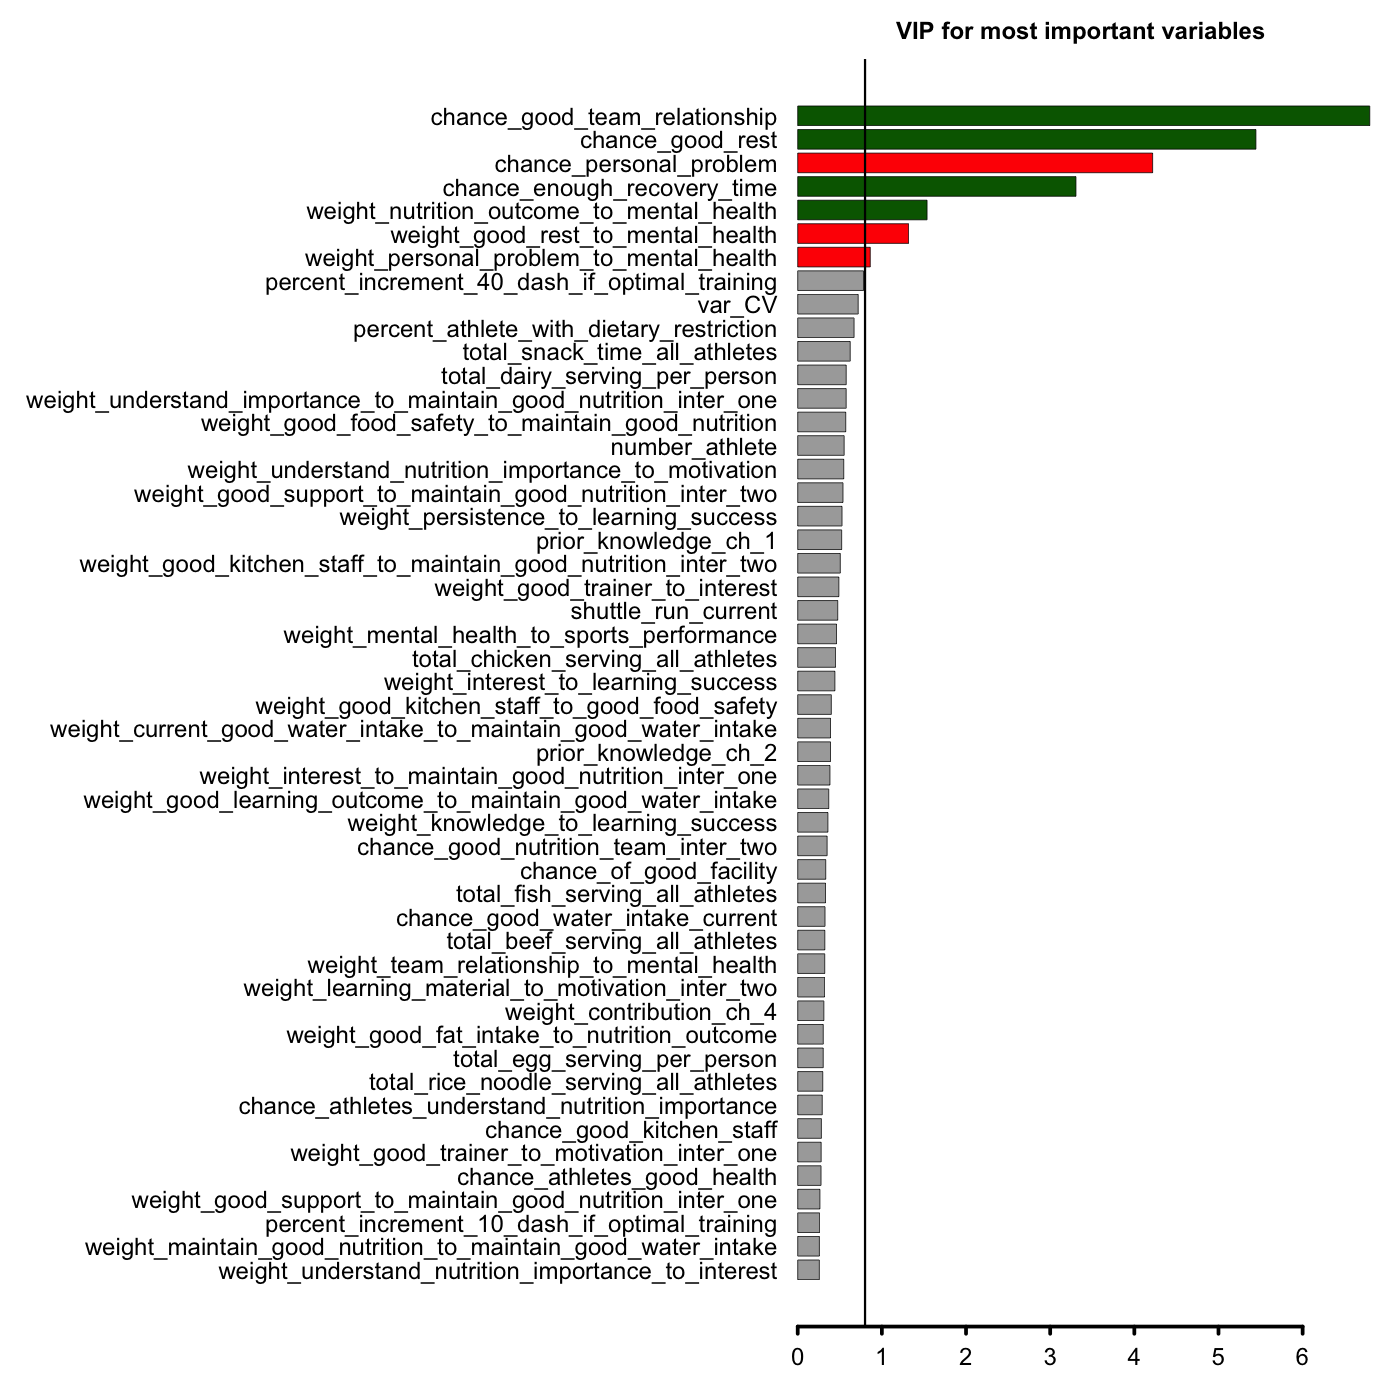 VIP for most important variables
chance_good_team_relationship
chance_good_rest
chance_personal_problem
chance_enough_recovery_time
weight_nutrition_outcome_to_mental_health
weight_good_rest_to_mental_health
weight_personal_problem_to_mental_health
percent_increment_40_dash_if_optimal_training
var_CV
percent_athlete_with_dietary_restriction
total_snack_time_all_athletes
total_dairy_serving_per_person
weight_understand_importance_to_maintain_good_nutrition_inter_one
weight_good_food_safety_to_maintain_good_nutrition
number_athlete
weight_understand_nutrition_importance_to_motivation
weight_good_support_to_maintain_good_nutrition_inter_two
weight_persistence_to_learning_success
prior_knowledge_ch_1
weight_good_kitchen_staff_to_maintain_good_nutrition_inter_two
weight_good_trainer_to_interest
shuttle_run_current
weight_mental_health_to_sports_performance
total_chicken_serving_all_athletes
weight_interest_to_learning_success
weight_good_kitchen_staff_to_good_food_safety
weight_current_good_water_intake_to_maintain_good_water_intake
prior_knowledge_ch_2
weight_interest_to_maintain_good_nutrition_inter_one
weight_good_learning_outcome_to_maintain_good_water_intake
weight_knowledge_to_learning_success
chance_good_nutrition_team_inter_two
chance_of_good_facility
total_fish_serving_all_athletes
chance_good_water_intake_current
total_beef_serving_all_athletes
weight_team_relationship_to_mental_health
weight_learning_material_to_motivation_inter_two
weight_contribution_ch_4
weight_good_fat_intake_to_nutrition_outcome
total_egg_serving_per_person
total_rice_noodle_serving_all_athletes
chance_athletes_understand_nutrition_importance
chance_good_kitchen_staff
weight_good_trainer_to_motivation_inter_one
chance_athletes_good_health
weight_good_support_to_maintain_good_nutrition_inter_one
percent_increment_10_dash_if_optimal_training
weight_maintain_good_nutrition_to_maintain_good_water_intake
weight_understand_nutrition_importance_to_interest
0 1 2 3 4 5 6